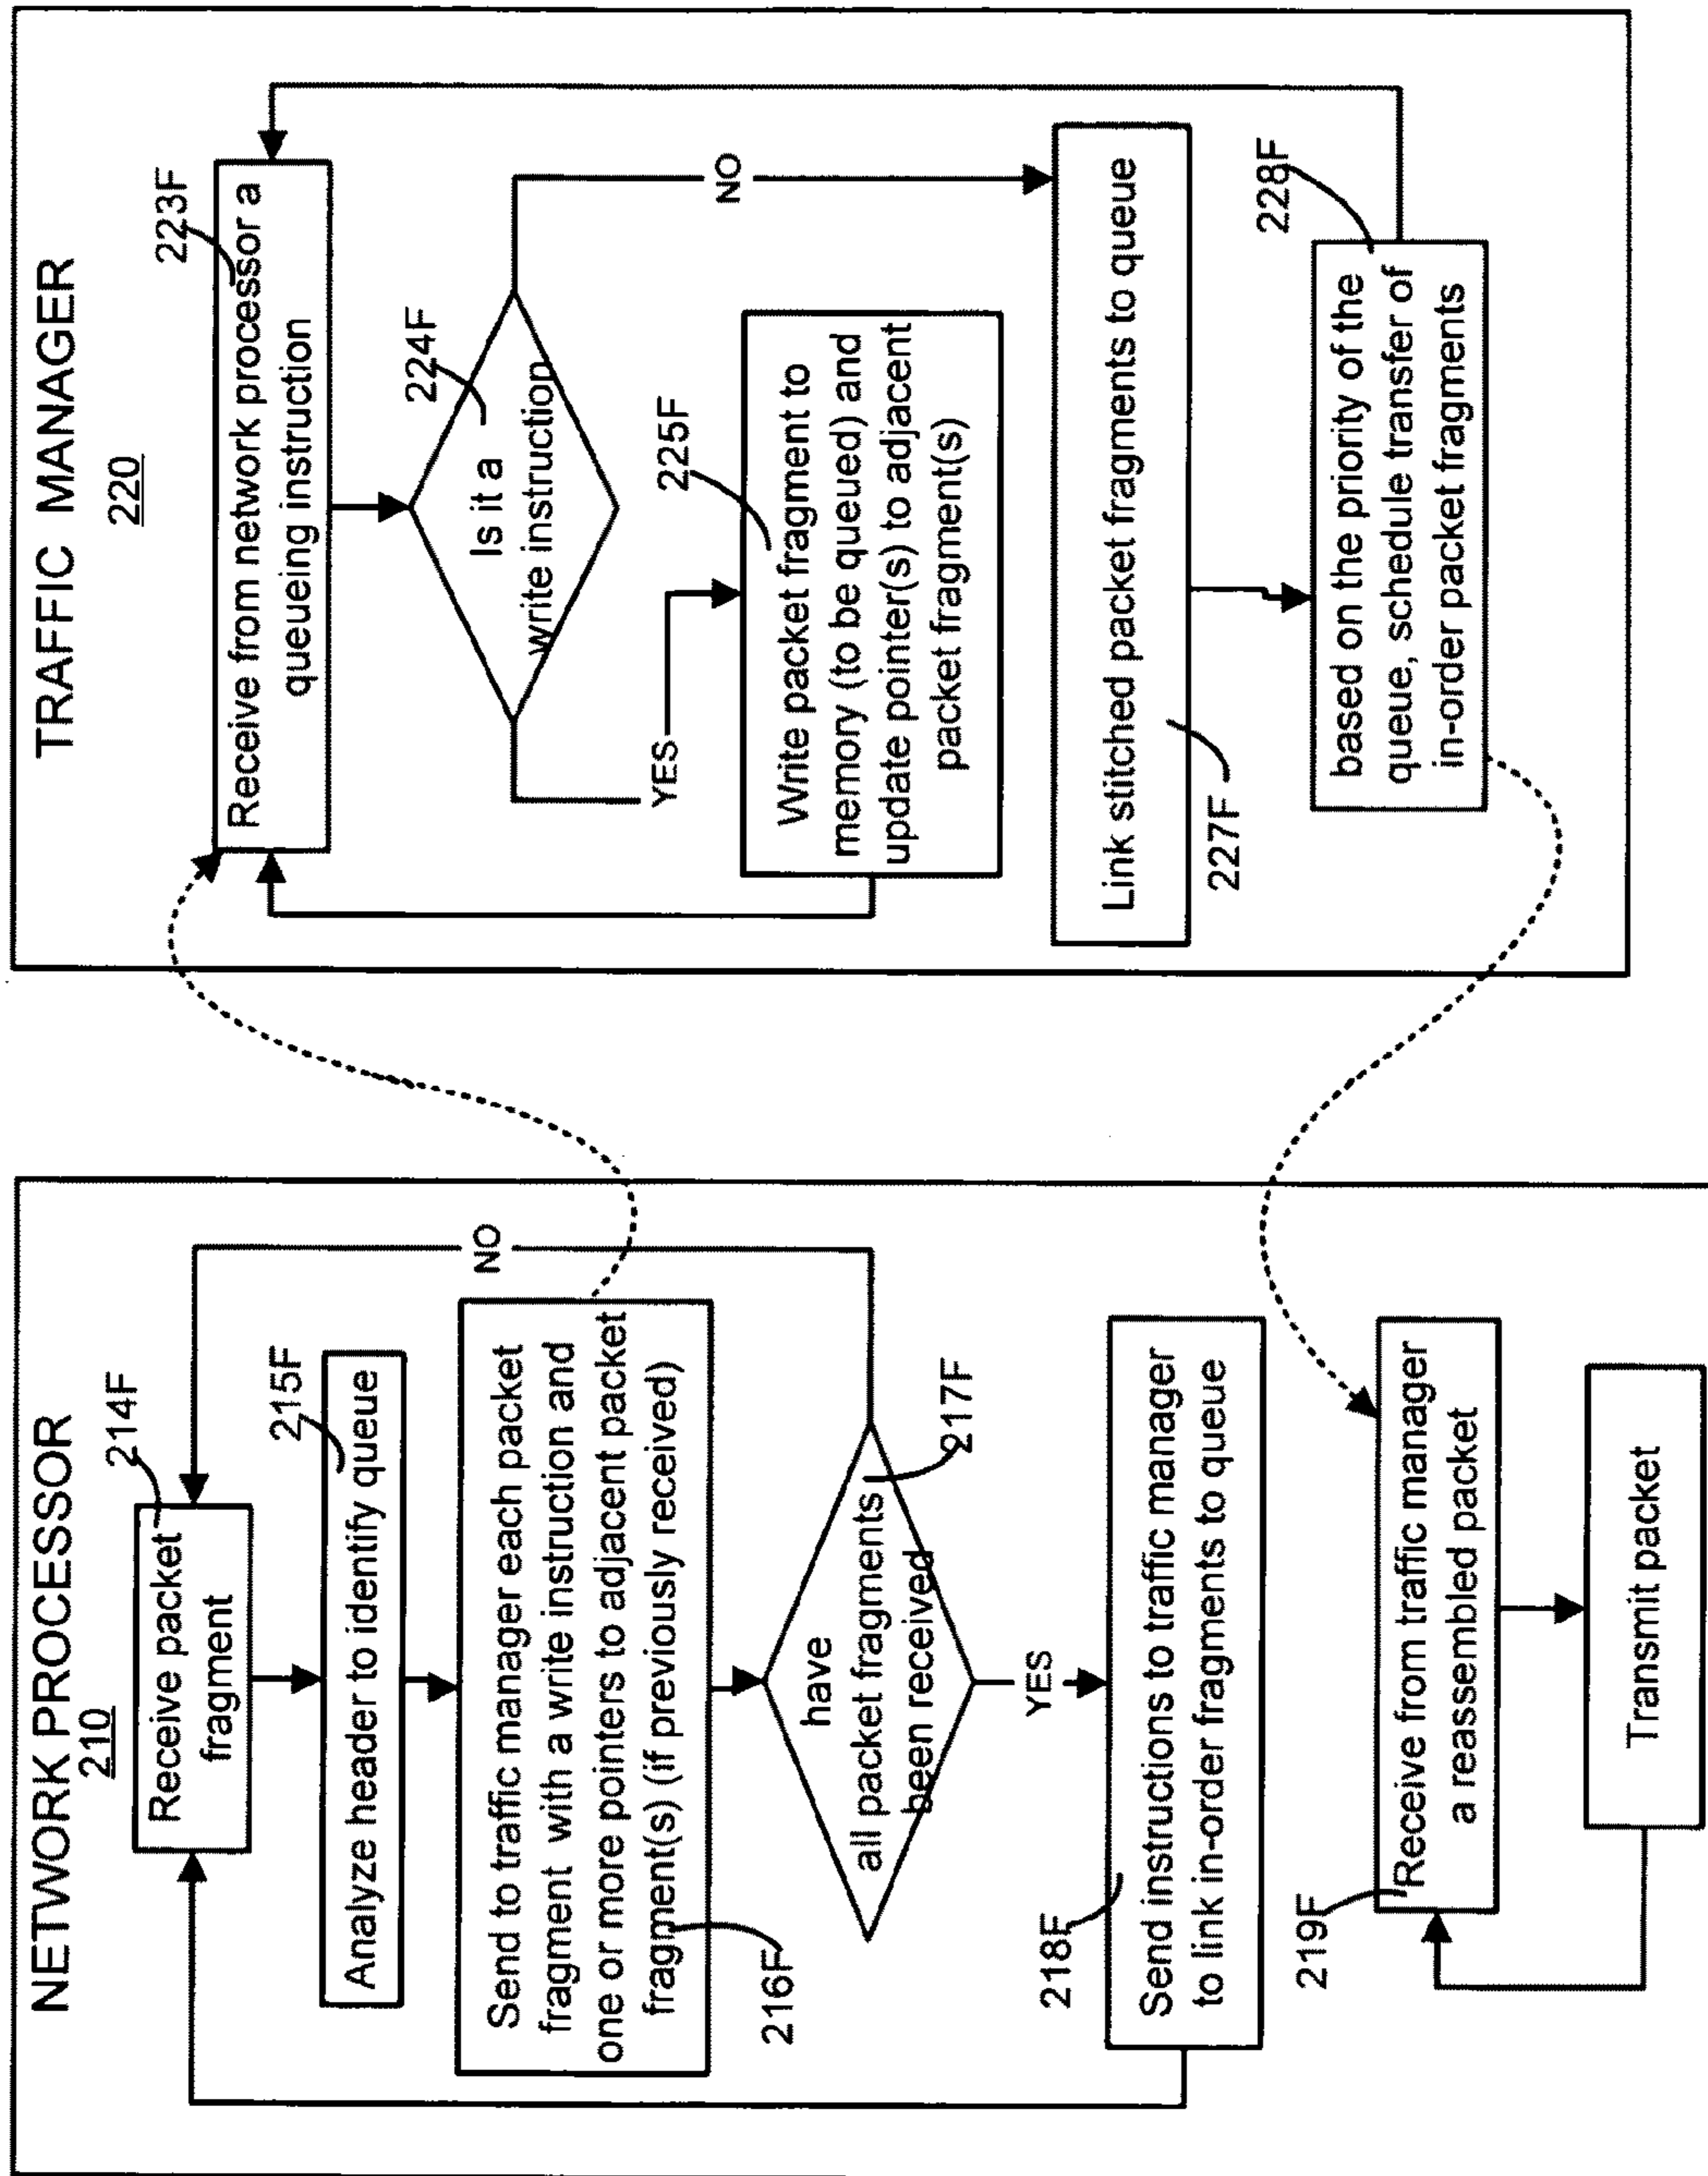 NETWORK PROCESSOR
210
214F
Receive packet
fragment
215F
Analyze header to identify queue
Send to traffic manager each packet
fragment with a write instruction and
one or more pointers to adjacent packet
fragment(s) (if previously received)
216F
NO
217F
have
all packet fragments
been received
YES
218F
Send instructions to traffic manager
to link in-order fragments to queue
219F
Receive from traffic manager
a reassembled packet
Transmit packet
TRAFFIC MANAGER
220
223F
Receive from network processor a
queueing instruction
224F
Is it a
write instruction
YES
NO
225F
Write packet fragment to
memory (to be queued) and
update pointer(s) to adjacent
packet fragment(s)
Link stitched packet fragments to queue
227F
228F
based on the priority of the
queue, schedule transfer of
in-order packet fragments